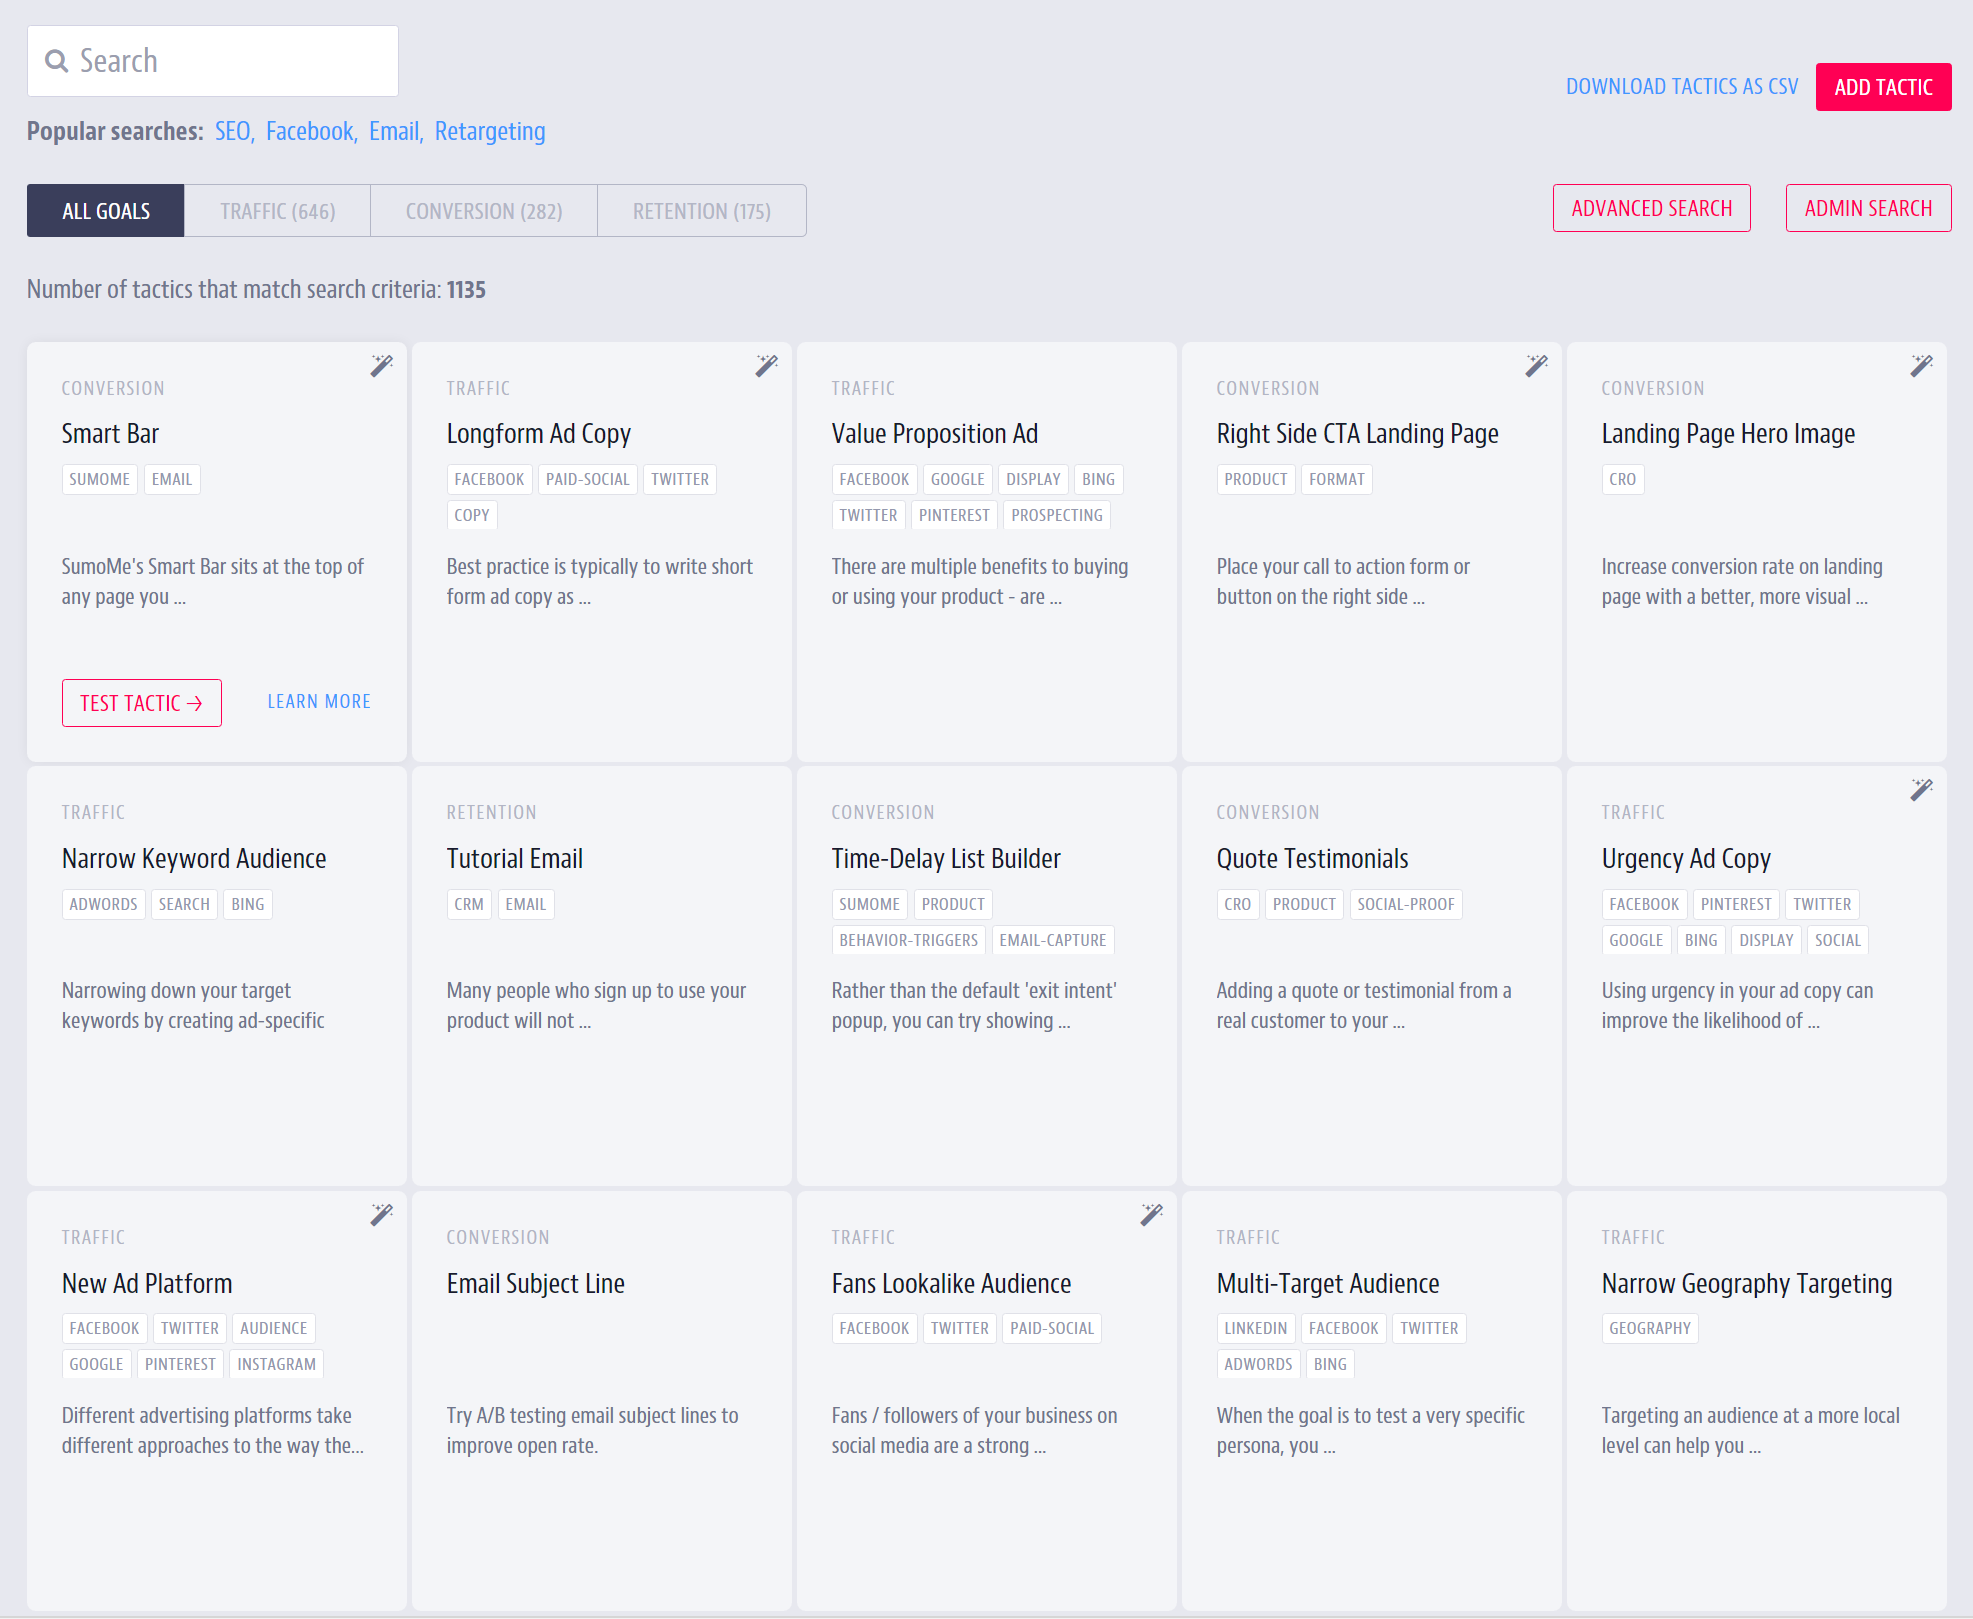 Search
DOWNLOAD TACTICS AS CSV
ADD TACTIC
Popular searches: SEO, Facebook, Email, Retargeting
ALL GOALS
TRAFFIC (646)
CONVERSION (282)
RETENTION (175)
ADVANCED SEARCH
ADMIN SEARCH
Number of tactics that match search criteria: 1135
CONVERSION
Smart Bar
SUMOME EMAIL
SumoMe's Smart Bar sits at the top of
any page you ...
TEST TACTIC →
LEARN MORE
TRAFFIC
Longform Ad Copy
FACEBOOK PAID-SOCIAL TWITTER
COPY
Best practice is typically to write short
form ad copy as ...
TRAFFIC
Value Proposition Ad
FACEBOOK GOOGLE DISPLAY BING
TWITTER PINTEREST PROSPECTING
There are multiple benefits to buying
or using your product - are ...
CONVERSION
Right Side CTA Landing Page
PRODUCT FORMAT
Place your call to action form or
button on the right side ...
CONVERSION
Landing Page Hero Image
CRO
Increase conversion rate on landing
page with a better, more visual ...
TRAFFIC
Narrow Keyword Audience
ADWORDS SEARCH BING
Narrowing down your target
keywords by creating ad-specific
RETENTION
Tutorial Email
CRM EMAIL
Many people who sign up to use your
product will not ...
CONVERSION
Time-Delay List Builder
SUMOME PRODUCT
BEHAVIOR-TRIGGERS EMAIL-CAPTURE
Rather than the default 'exit intent'
popup, you can try showing ...
CONVERSION
Quote Testimonials
CRO PRODUCT SOCIAL-PROOF
Adding a quote or testimonial from a
real customer to your ...
TRAFFIC
Urgency Ad Copy
FACEBOOK PINTEREST TWITTER
GOOGLE BING DISPLAY SOCIAL
Using urgency in your ad copy can
improve the likelihood of ...
TRAFFIC
New Ad Platform
FACEBOOK TWITTER AUDIENCE
GOOGLE PINTEREST INSTAGRAM
Different advertising platforms take
different approaches to the way the...
CONVERSION
Email Subject Line
Try A/B testing email subject lines to
improve open rate.
TRAFFIC
Fans Lookalike Audience
FACEBOOK TWITTER PAID-SOCIAL
Fans / followers of your business on
social media are a strong ...
TRAFFIC
Multi-Target Audience
LINKEDIN FACEBOOK TWITTER
ADWORDS BING
When the goal is to test a very specific
persona, you ...
TRAFFIC
Narrow Geography Targeting
GEOGRAPHY
Targeting an audience at a more local
level can help you ...